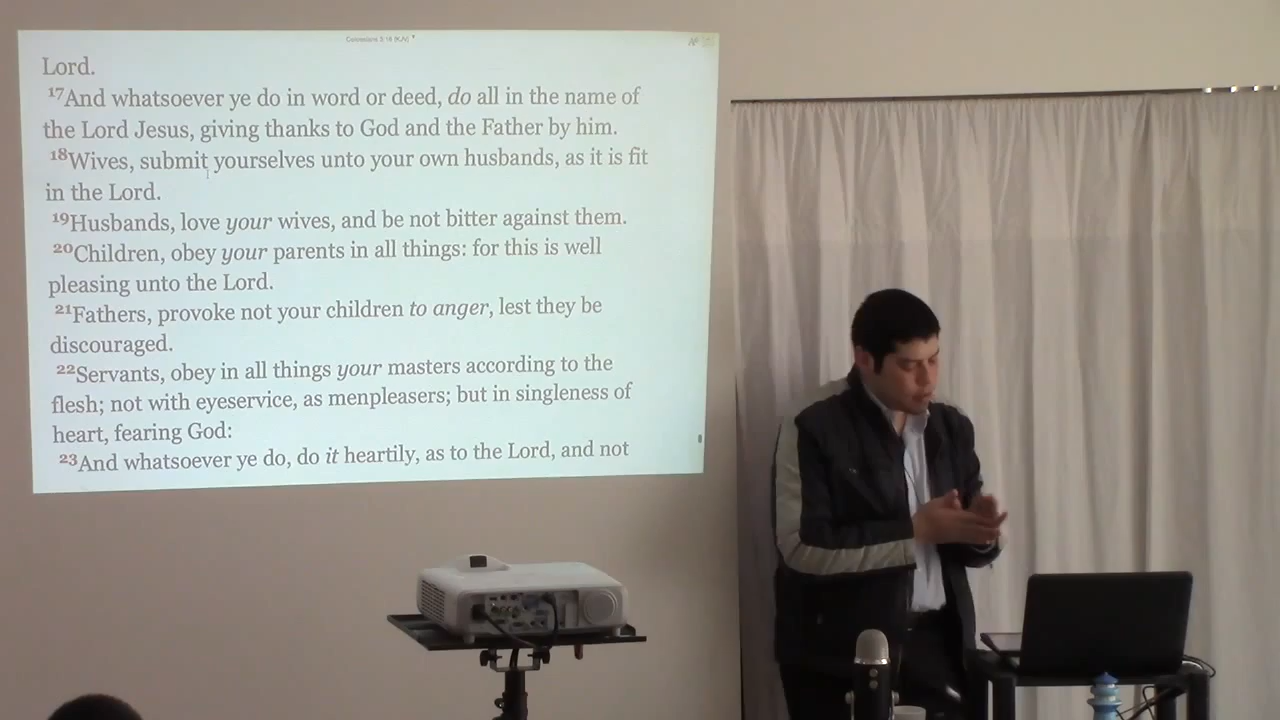 Colossians 3:18 (KJV)
Lord.
17And whatsoever ye do in word or deed, do all in the name of
the Lord Jesus, giving thanks to God and the Father by him.
18Wives, submit yourselves unto your own husbands, as it is fit
in the Lord.
19Husbands, love your wives, and be not bitter against them.
20Children, obey your parents in all things: for this is well
pleasing unto the Lord.
21Fathers, provoke not your children to anger, lest they be
discouraged.
22Servants, obey in all things your masters according to the
flesh; not with eyeservice, as menpleasers; but in singleness of
heart, fearing God:
23And whatsoever ye do, do it heartily, as to the Lord, and not